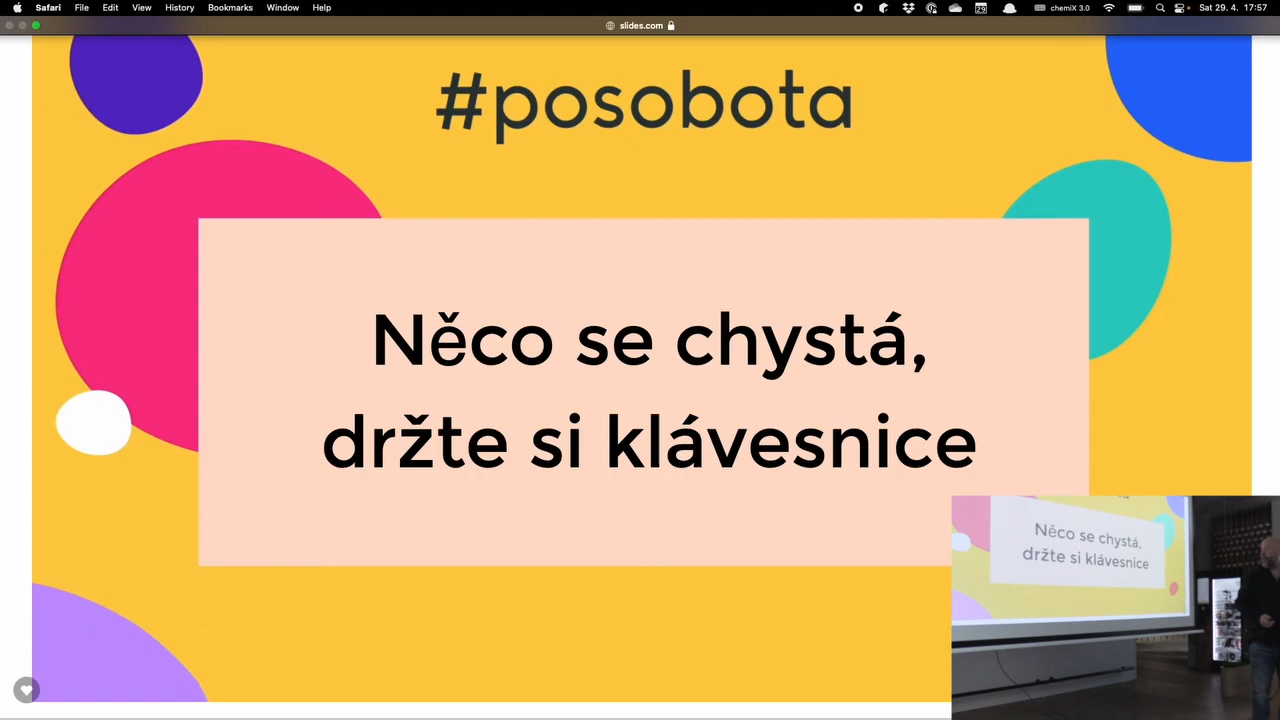 Safari File Edit View History Bookmarks Window Help chemiX 3.0 Sat 29. 4. 17:57
slides.com
#posobota
Něco se chystá,
držte si klávesnice
Něco se chystá,
držte si klávesnice